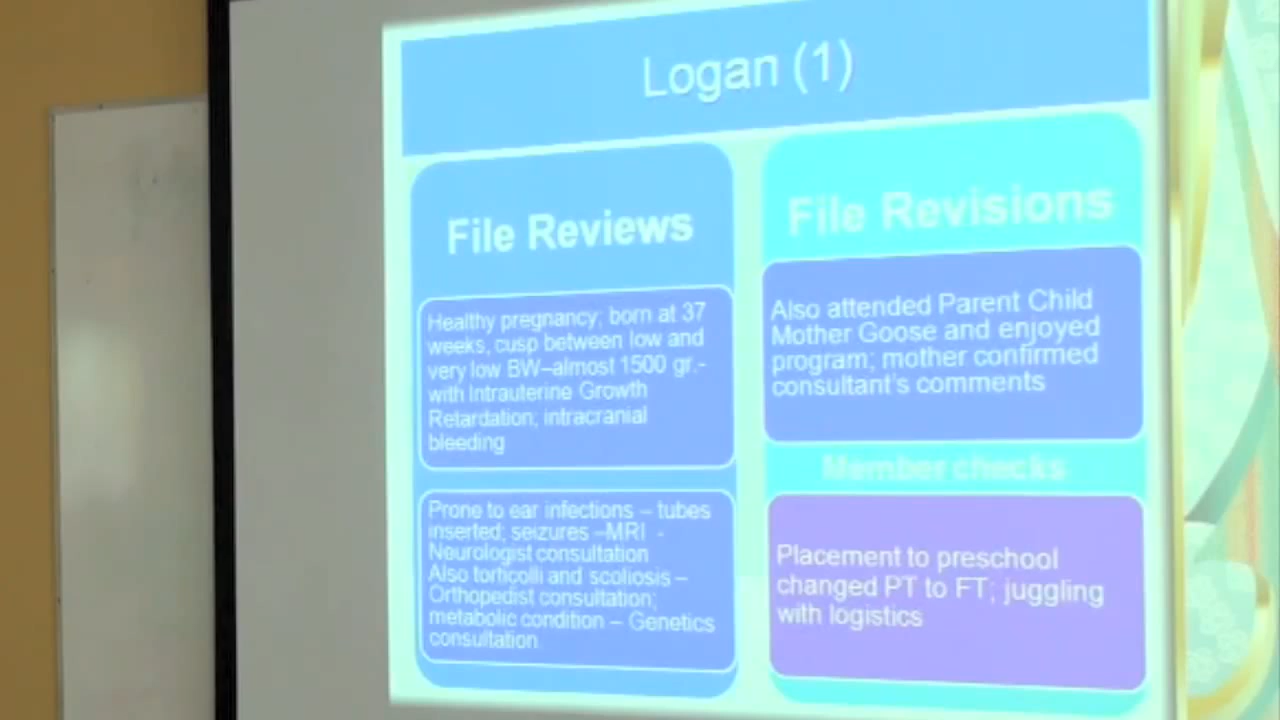 Logan (1)
File Reviews
Healthy pregnancy; born at 37
weeks, cusp between low and
very low BW–almost 1500 gr.-
with Intrauterine Growth
Retardation; intracranial
bleeding
Prone to ear infections – tubes
inserted; seizures –MRI -
Neurologist consultation
Also torticolli and scoliosis –
Orthopedist consultation;
metabolic condition – Genetics
consultation
File Revisions
Also attended Parent Child
Mother Goose and enjoyed
program; mother confirmed
consultant's comments
Member checks
Placement to preschool
changed PT to FT; juggling
with logistics